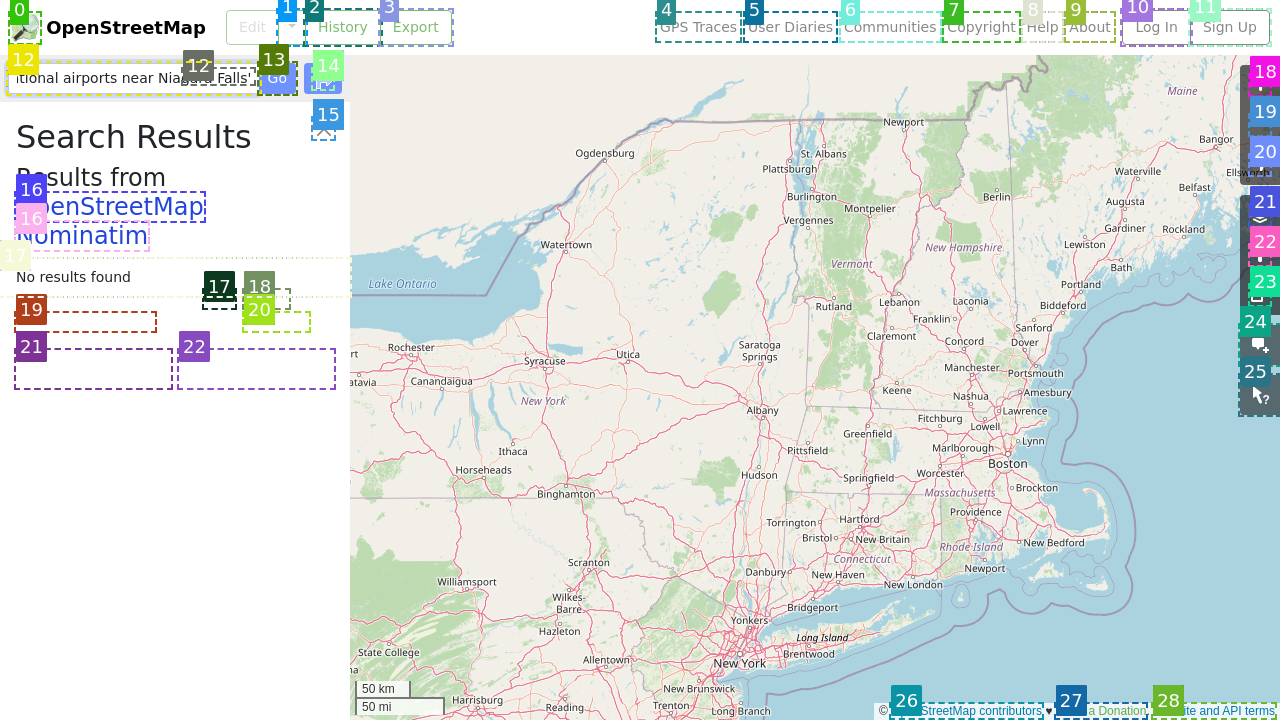 0
OpenStreetMap
Edit
1
2
History
3
Export
4
GPS Traces
5
User Diaries
6
Communities
7
Copyright
8
Help
9
About
10
Log In
11
Sign Up
12
12
itional airports near Niagara Falls'
13
Go
14
15
Search Results
Results from
16
OpenStreetMap
16
Nominatim
17
No results found
17
18
19
20
21
22
18
19
20
21
22
23
24
25
Maine
Newport
Bangor
Ogdensburg
St. Albans
Plattsburgh
Waterville
Ellsworth
Belfast
Burlington
Berlin
Augusta
Montpelier
Vergennes
Gardiner
Rockland
Watertown
New Hampshire
Lewiston
Vermont
Bath
Lake Ontario
Portland
Rutland
Lebanon
Laconia
Biddeford
Franklin
Sanford
Claremont
Concord
Dover
Rochester
Saratoga
Springs
Utica
Syracuse
Manchester
Portsmouth
Canandaigua
Keene
Nashua
Amesbury
New York
Albany
Fitchburg
Lawrence
Greenfield
Lowell
Lynn
Ithaca
Pittsfield
Marlborough
Boston
Horseheads
Hudson
Springfield
Worcester
Brockton
Binghamton
Massachusetts
Providence
Torrington
Hartford
New Britain
Bristol
New Bedford
Rhode Island
Connecticut
Scranton
Danbury
New Haven
Newport
Williamsport
New London
Wilkes-
Barre
Bridgeport
Yonkers
Hazleton
Long Island
State College
Brentwood
Allentown
New York
New Brunswick
Harrisburg
Reading
Trenton
Long Branch
50 km
50 mi
26
27
28
© OpenStreetMap contributors ♥ Make a Donation. Website and API terms